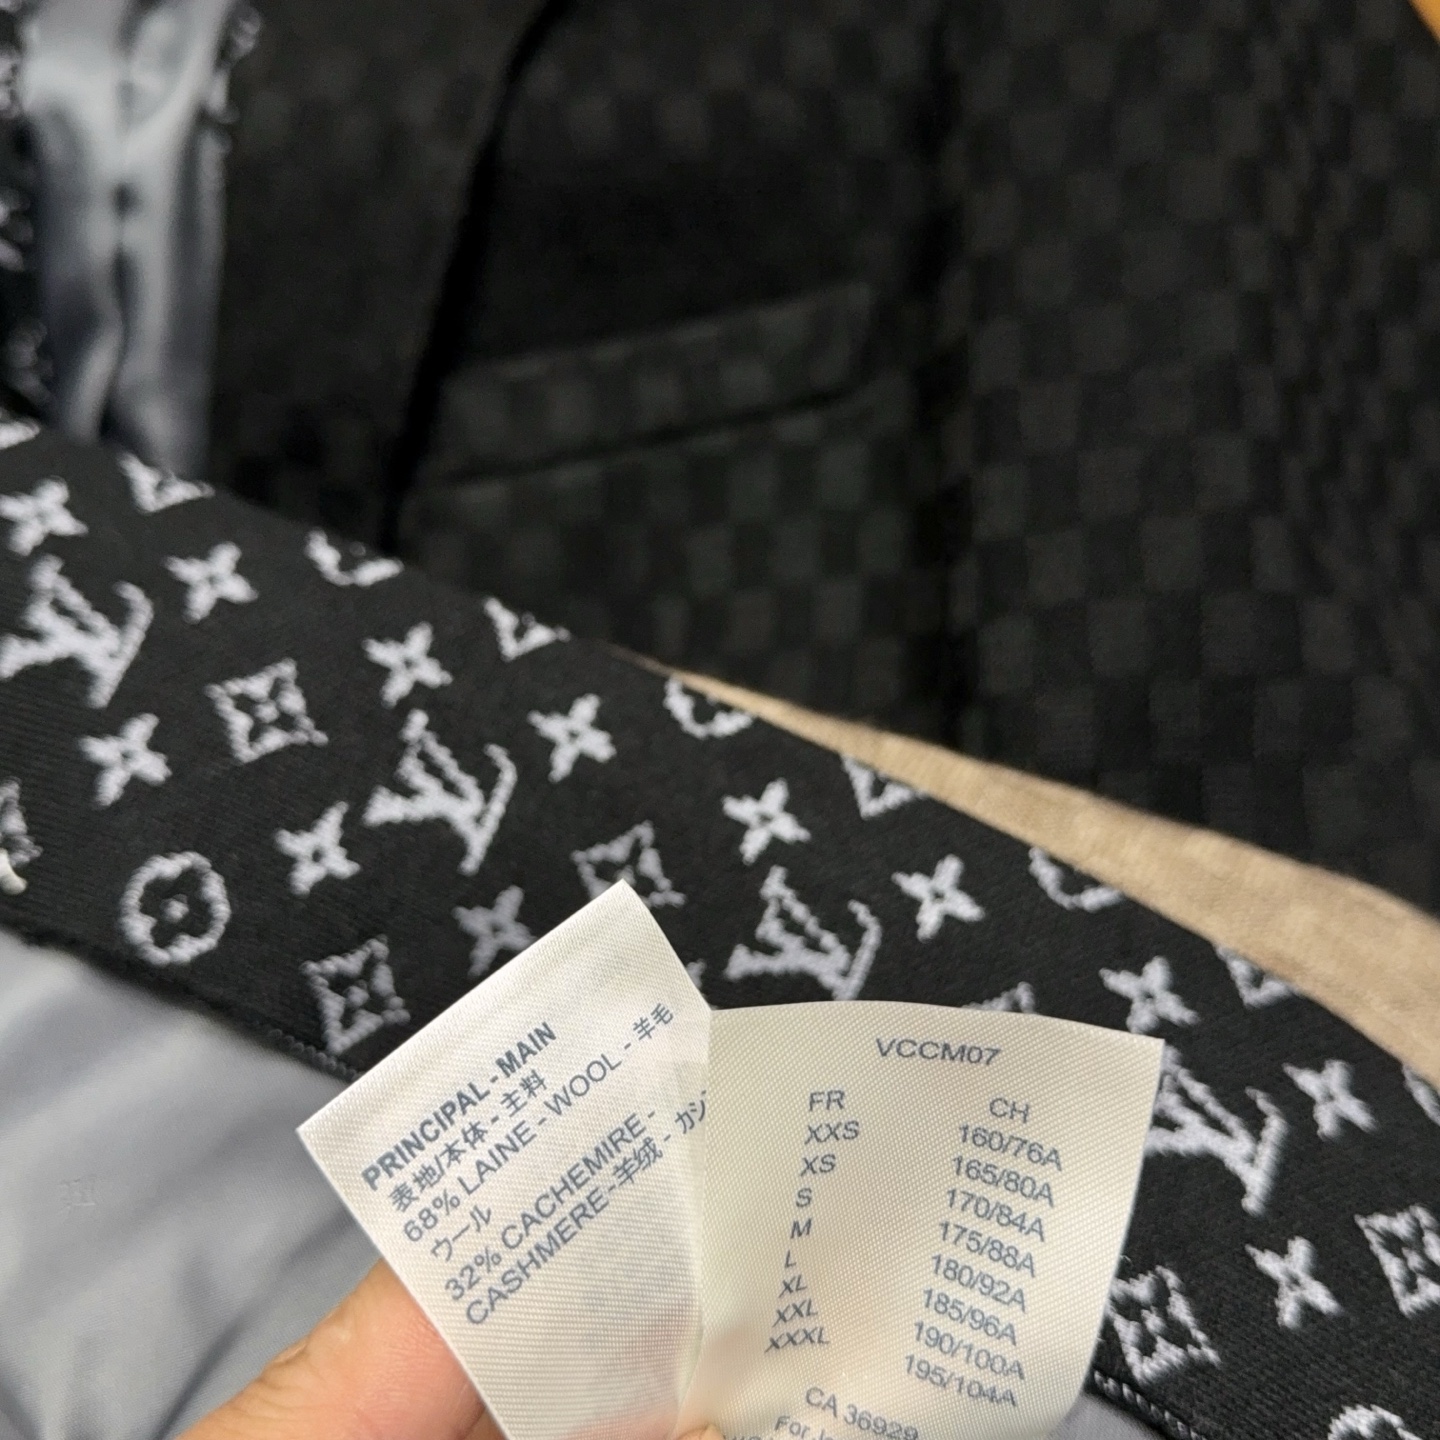 PRINCIPAL - MAIN
表地/本体 - 主料
68% LAINE - WOOL - 羊毛
ウール
32% CACHEMIRE -
CASHMERE - 羊绒 - カシ
VCCM07
FR CH
XXS 160/76A
XS 165/80A
S 170/84A
M 175/88A
L 180/92A
XL 185/96A
XXL 190/100A
XXXL 195/104A
CA 36929
For